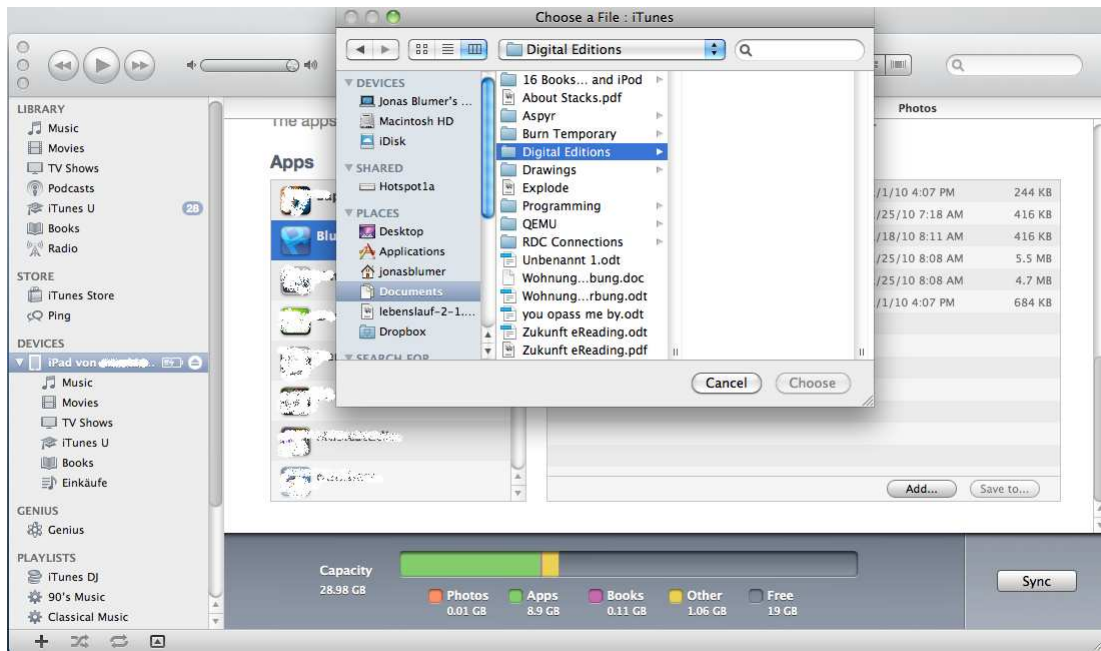 Choose a File : iTunes
Digital Editions
LIBRARY
Music
Movies
TV Shows
Podcasts
iTunes U 28
Books
Radio
STORE
iTunes Store
Ping
DEVICES
iPad von
Music
Movies
TV Shows
iTunes U
Books
Einkäufe
GENIUS
Genius
PLAYLISTS
iTunes DJ
90's Music
Classical Music
The apps
Apps
Blu
DEVICES
Jonas Blumer's ...
Macintosh HD
iDisk
SHARED
Hotspot1a
PLACES
Desktop
Applications
jonasblumer
Documents
lebenslauf-2-1....
Dropbox
SEARCH FOR
16 Books... and iPod
About Stacks.pdf
Aspyr
Burn Temporary
Digital Editions
Drawings
Explode
Programming
QEMU
RDC Connections
Unbenannt 1.odt
Wohnung...bung.doc
Wohnung...rbung.odt
you opass me by.odt
Zukunft eReading.odt
Zukunft eReading.pdf
Cancel Choose
Photos
/1/10 4:07 PM 244 KB
/25/10 7:18 AM 416 KB
/18/10 8:11 AM 416 KB
/25/10 8:08 AM 5.5 MB
/25/10 8:08 AM 4.7 MB
/1/10 4:07 PM 684 KB
Add... Save to...
Capacity
28.98 GB
Photos
0.01 GB
Apps
8.9 GB
Books
0.11 GB
Other
1.06 GB
Free
19 GB
Sync